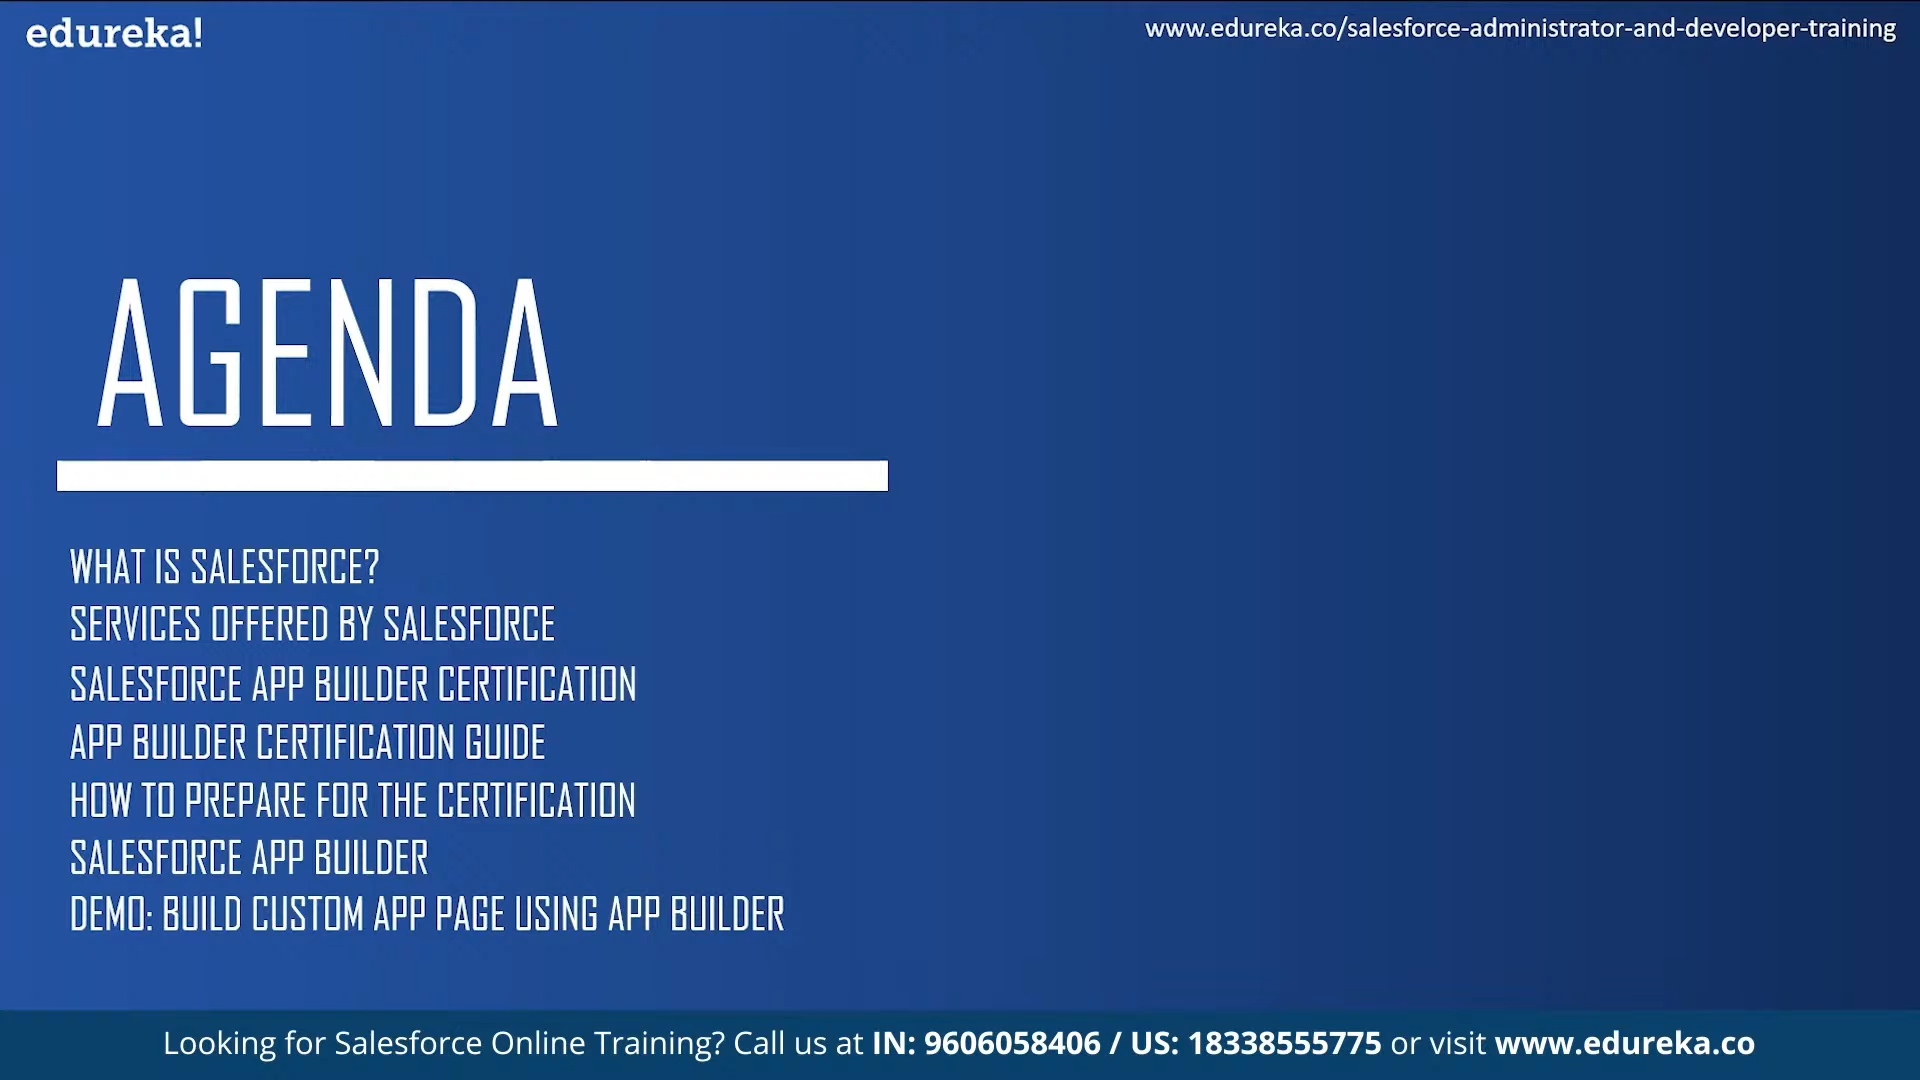 edureka!
www.edureka.co/salesforce-administrator-and-developer-training
AGENDA
WHAT IS SALESFORCE?
SERVICES OFFERED BY SALESFORCE
SALESFORCE APP BUILDER CERTIFICATION
APP BUILDER CERTIFICATION GUIDE
HOW TO PREPARE FOR THE CERTIFICATION
SALESFORCE APP BUILDER
DEMO: BUILD CUSTOM APP PAGE USING APP BUILDER
Looking for Salesforce Online Training? Call us at IN: 9606058406 / US: 18338555775 or visit www.edureka.co